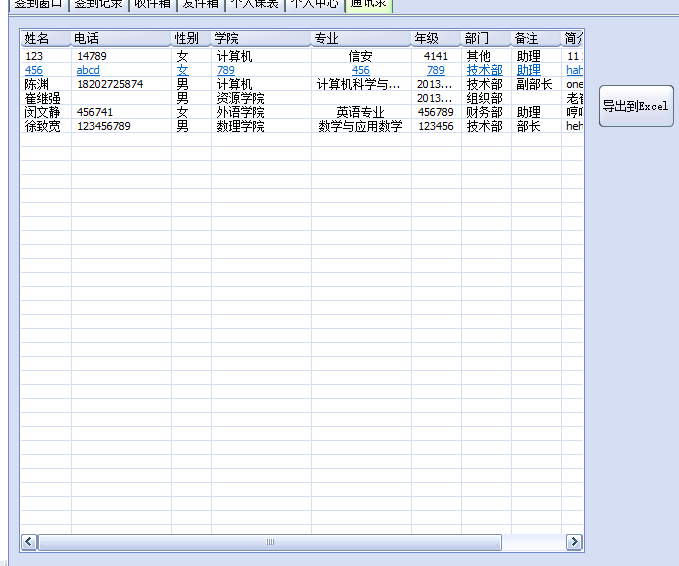 签到窗口 签到记录 收件箱 发件箱 个人课表 个人中心 通讯录
姓名 电话 性别 学院 专业 年级 部门 备注 简介
123 14789 女 计算机 信安 4141 其他 助理 11
456 abcd 女 789 456 789 技术部 助理 hah
陈渊 18202725874 男 计算机 计算机科学与... 2013... 技术部 副部长 one
崔继强 男 资源学院 2013... 组织部 老崔
闵文静 456741 女 外语学院 英语专业 456789 财务部 助理 哼
徐致宽 123456789 男 数理学院 数学与应用数学 123456 技术部 部长 heh
导出到Excel